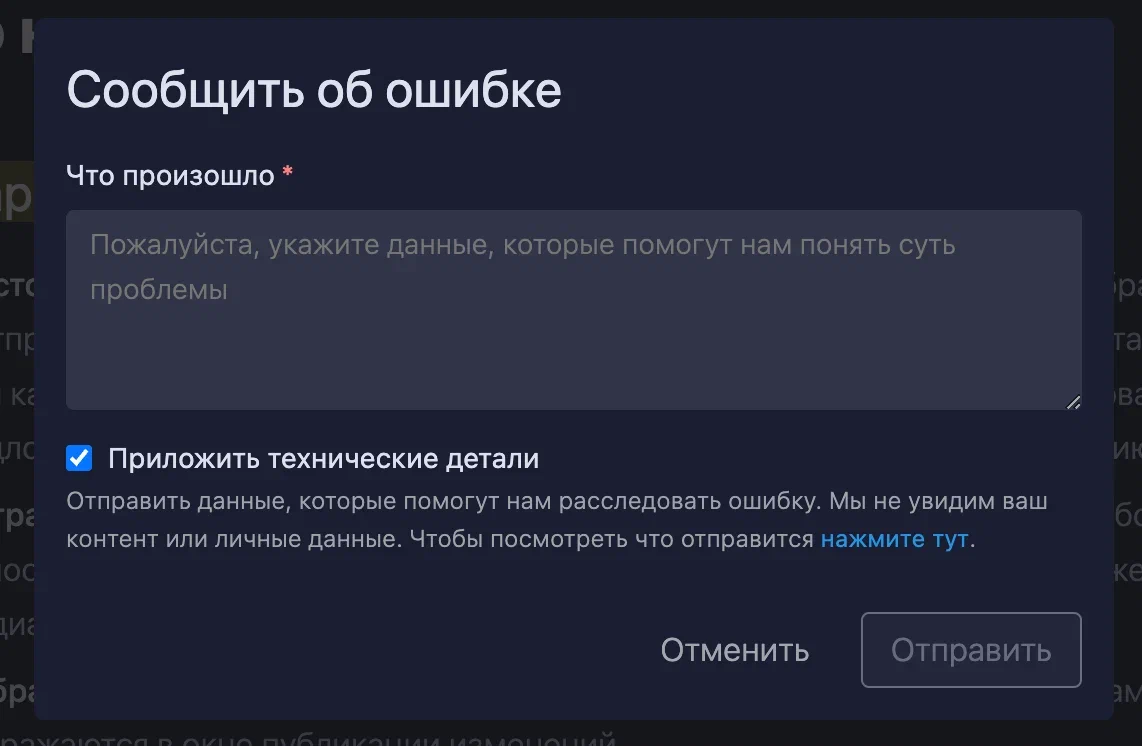 Сообщить об ошибке
Что произошло *
Пожалуйста, укажите данные, которые помогут нам понять суть
проблемы
Приложить технические детали
Отправить данные, которые помогут нам расследовать ошибку. Мы не увидим ваш
контент или личные данные. Чтобы посмотреть что отправится нажмите тут.
Отменить
Отправить